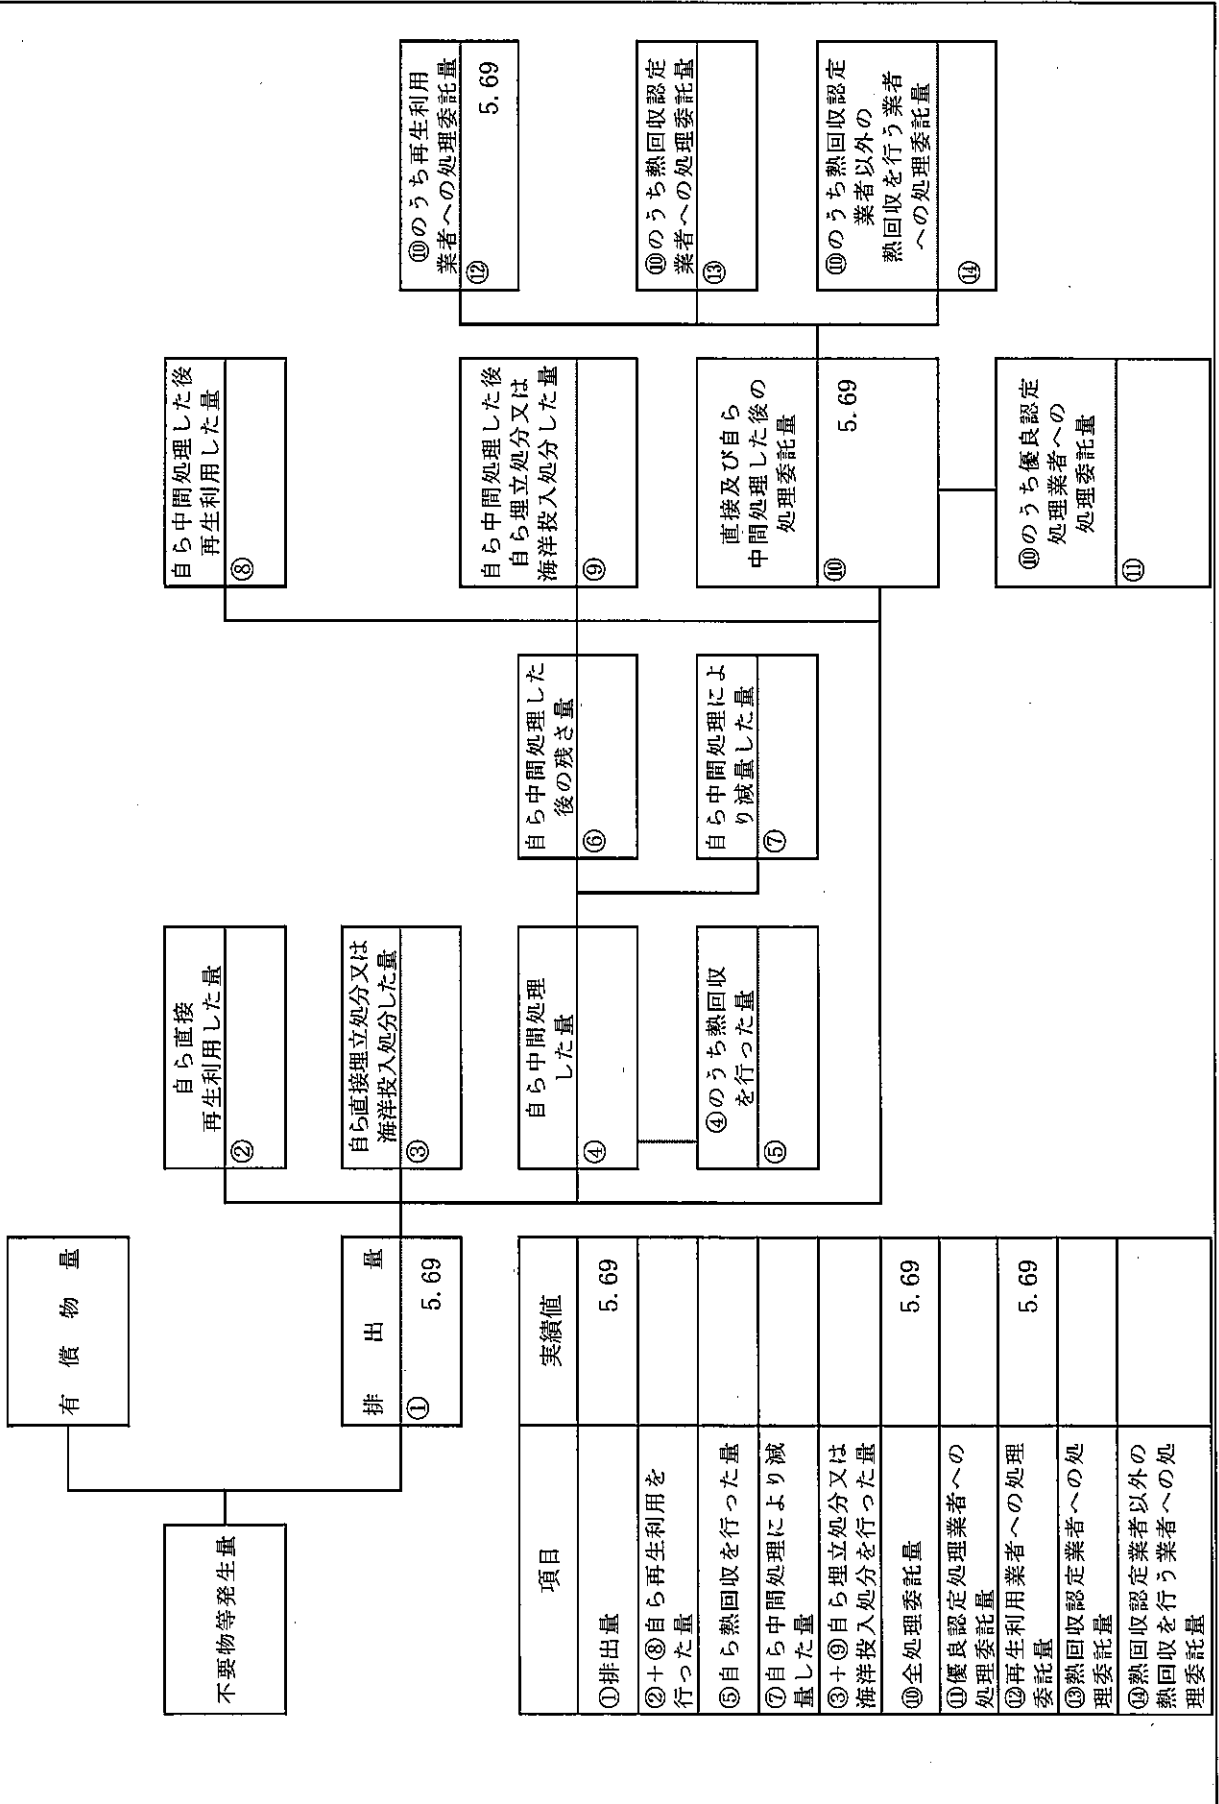 有償物量
不要物等発生量
排出量
① 5.69
自ら直接
再生利用した量
②
自ら直接埋立処分又は
海洋投入処分した量
③
自ら中間処理
した量
④
④のうち熱回収
を行った量
⑤
自ら中間処理した
後の残さ量
⑥
自ら中間処理によ
り減量した量
⑦
自ら中間処理した後
再生利用した量
⑧
自ら中間処理した後
自ら埋立処分又は
海洋投入処分した量
⑨
直接及び自ら
中間処理した後の
処理委託量
⑩ 5.69
⑩のうち優良認定
処理業者への
処理委託量
⑪
⑩のうち再生利用
業者への処理委託量
⑫ 5.69
⑩のうち熱回収認定
業者への処理委託量
⑬
⑩のうち熱回収認定
業者以外の
熱回収を行う業者
への処理委託量
⑭
項目 実績値
①排出量 5.69
②+⑧自ら再生利用を
行った量
⑤自ら熱回収を行った量
⑦自ら中間処理により減
量した量
③+⑨自ら埋立処分又は
海洋投入処分を行った量
⑩全処理委託量 5.69
⑪優良認定処理業者への
処理委託量
⑫再生利用業者への処理
委託量 5.69
⑬熱回収認定業者への処
理委託量
⑭熱回収認定業者以外の
熱回収を行う業者への処
理委託量